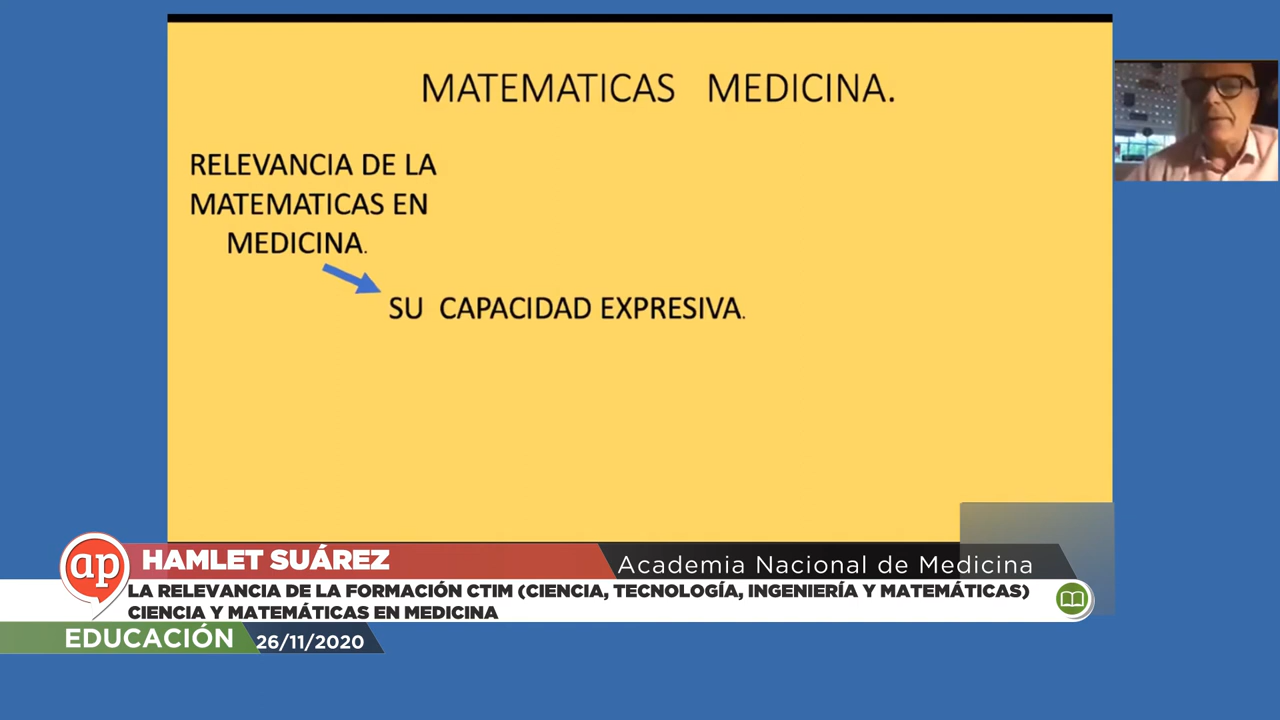 MATEMATICAS MEDICINA.
RELEVANCIA DE LA
MATEMATICAS EN
MEDICINA.
SU CAPACIDAD EXPRESIVA.
ap
HAMLET SUÁREZ
Academia Nacional de Medicina
LA RELEVANCIA DE LA FORMACIÓN CTIM (CIENCIA, TECNOLOGÍA, INGENIERÍA Y MATEMÁTICAS)
CIENCIA Y MATEMÁTICAS EN MEDICINA
EDUCACIÓN
26/11/2020